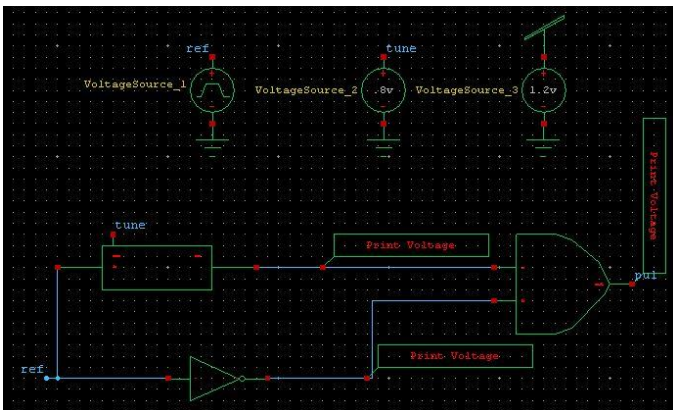 ref
tune
VoltageSource_1
VoltageSource_2
.8v
VoltageSource_3
1.2v
Print Voltage
tune
Print Voltage
pul
Print Voltage
ref